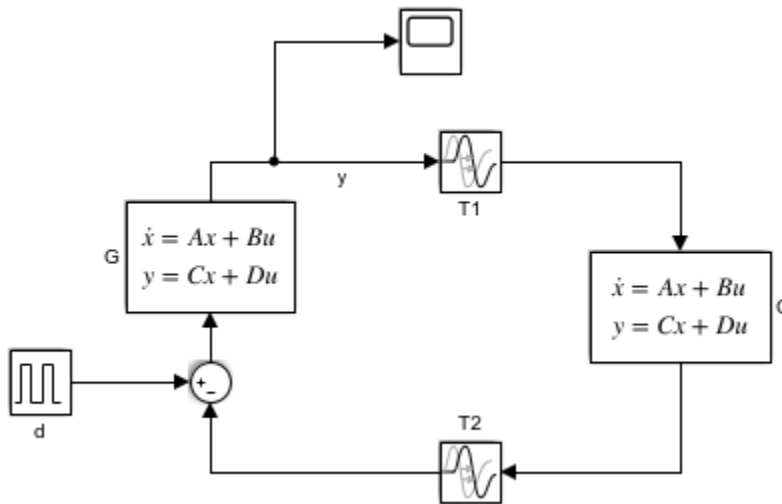 y
T1
G
ẋ = Ax + Bu
y = Cx + Du
ẋ = Ax + Bu
y = Cx + Du
+
−
d
T2